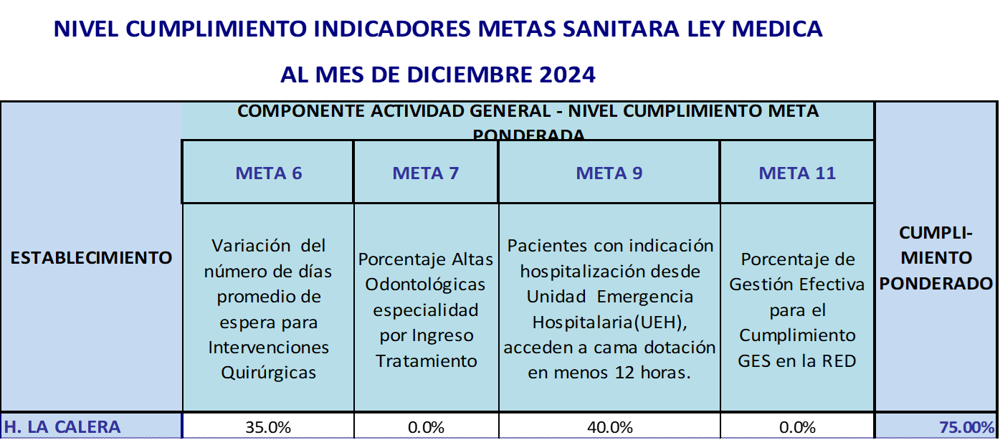 NIVEL CUMPLIMIENTO INDICADORES METAS SANITARA LEY MEDICA
AL MES DE DICIEMBRE 2024
ESTABLECIMIENTO
COMPONENTE ACTIVIDAD GENERAL - NIVEL CUMPLIMIENTO META
PONDERADA
META 6
META 7
META 9
META 11
Variación del
número de días
promedio de
espera para
Intervenciones
Quirúrgicas
Porcentaje Altas
Odontológicas
especialidad
por Ingreso
Tratamiento
Pacientes con indicación
hospitalización desde
Unidad Emergencia
Hospitalaria(UEH),
acceden a cama dotación
en menos 12 horas.
Porcentaje de
Gestión Efectiva
para el
Cumplimiento
GES en la RED
CUMPLI-
MIENTO
PONDERADO
H. LA CALERA
35.0%
0.0%
40.0%
0.0%
75.00%